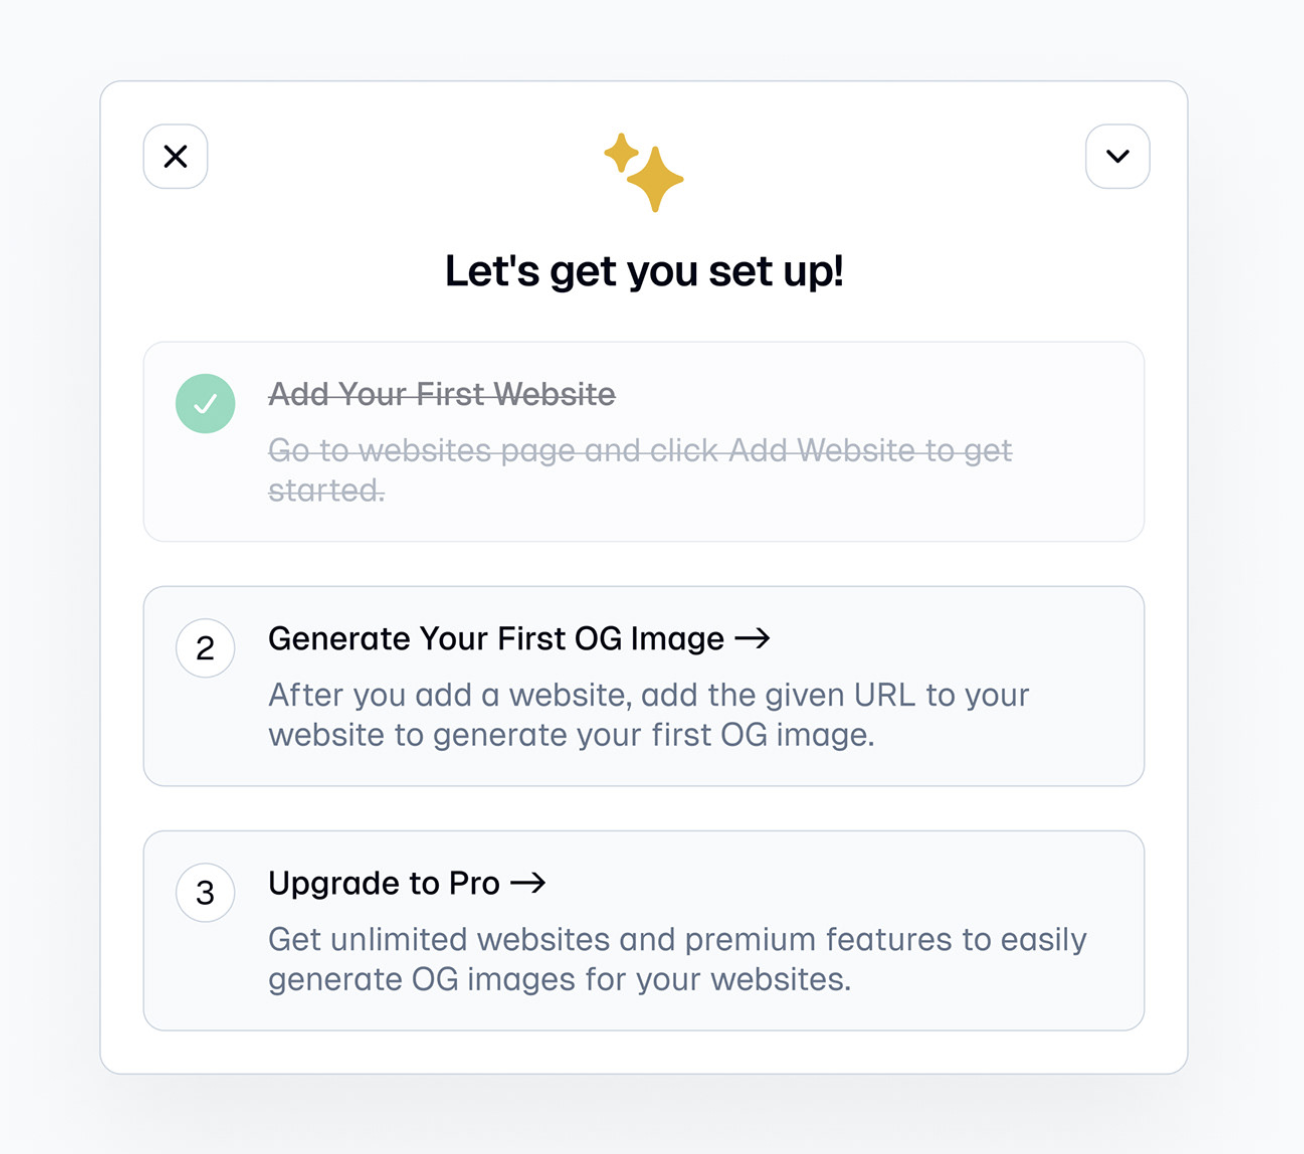 Let's get you set up!
Add Your First Website
Go to websites page and click Add Website to get
started.
2
Generate Your First OG Image →
After you add a website, add the given URL to your
website to generate your first OG image.
3
Upgrade to Pro →
Get unlimited websites and premium features to easily
generate OG images for your websites.